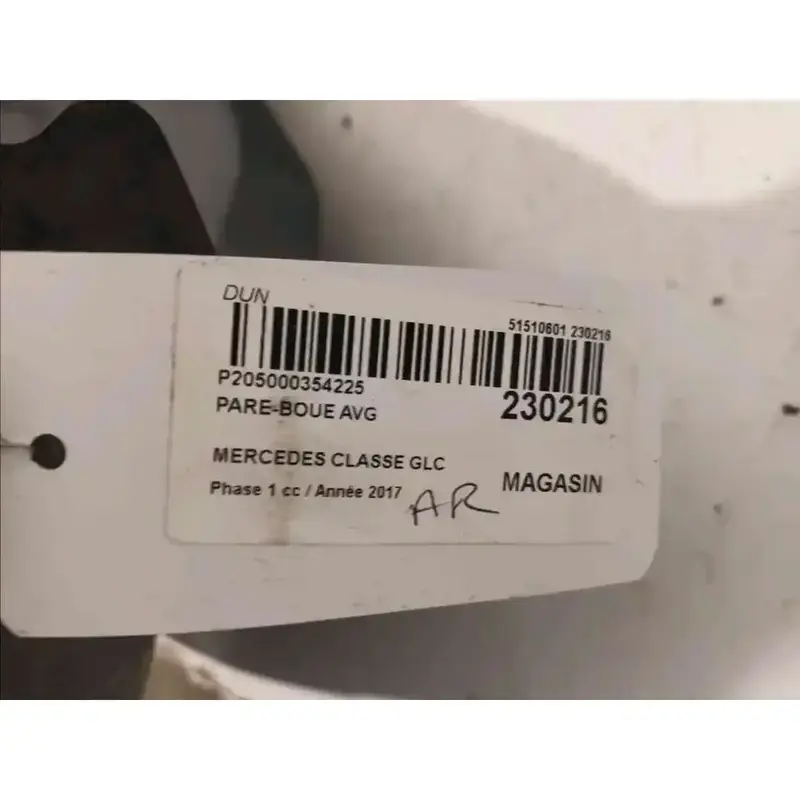 DUN
51510601 230216
P205000354225
230216
PARE-BOUE AVG
MERCEDES CLASSE GLC
Phase 1 cc / Année 2017
AR
MAGASIN